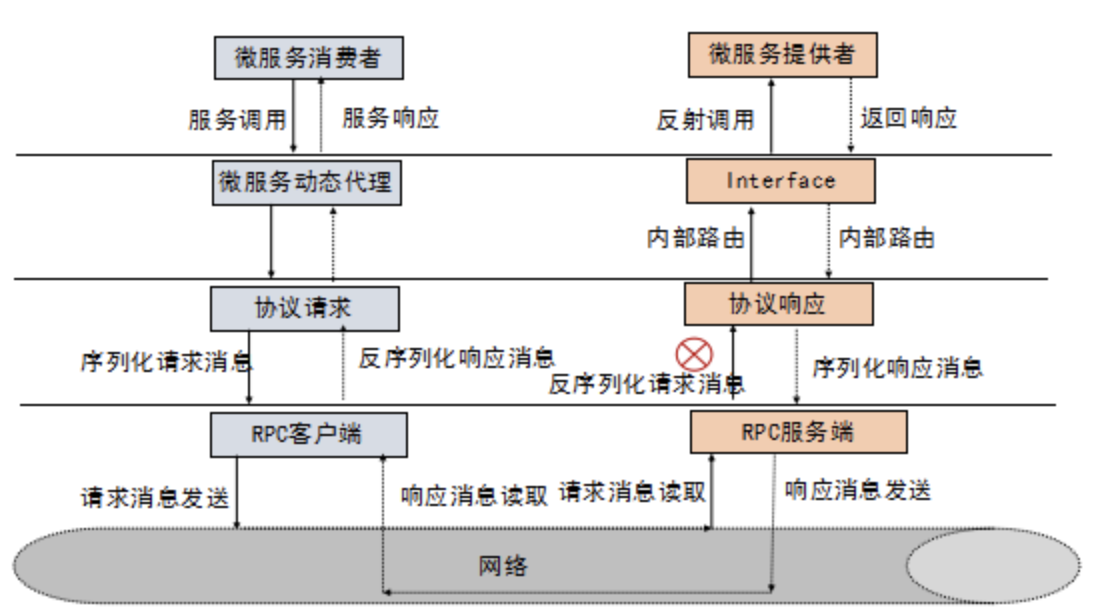 微服务消费者
微服务提供者
服务调用
服务响应
反射调用
返回响应
微服务动态代理
Interface
内部路由
内部路由
协议请求
协议响应
序列化请求消息
反序列化响应消息
反序列化请求消息
序列化响应消息
RPC客户端
RPC服务端
请求消息发送
响应消息读取
请求消息读取
响应消息发送
网络